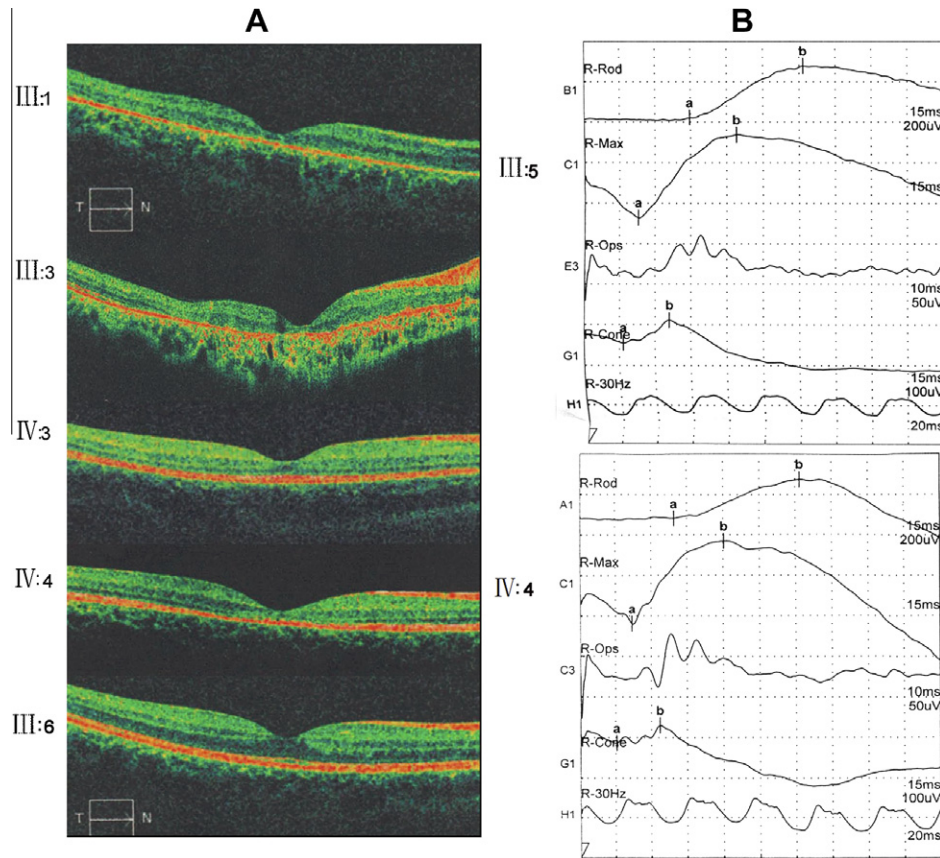 A
III:1
T N
III:3
IV:3
IV:4
III:6
T N
B
III:5
b
R-Rod
B1
a
15ms
200uV
b
R-Max
C1
15ms
a
R-Ops
E3
10ms
50uV
b
a
R-Cone
G1
15ms
100uV
R-30Hz
H1
20ms
IV:4
b
R-Rod
a
A1
15ms
200uV
b
R-Max
C1
15ms
a
R-Ops
C3
10ms
50uV
b
a
R-Cone
G1
15ms
100uV
R-30Hz
H1
20ms